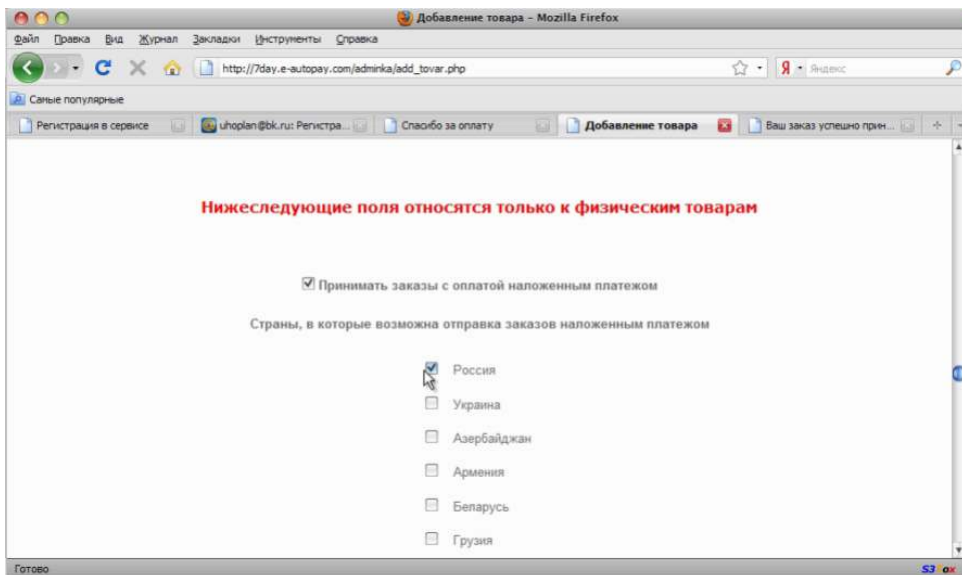 Добавление товара - Mozilla Firefox
Файл Правка Вид Журнал Закладки Инструменты Справка
http://7day.e-autopay.com/adminka/add_tovar.php Я Яндекс
Самые популярные
Регистрация в сервисе uhoplan@bk.ru: Регистра... Спасибо за оплату Добавление товара Ваш заказ успешно прин...
Нижеследующие поля относятся только к физическим товарам
Принимать заказы с оплатой наложенным платежом
Страны, в которые возможна отправка заказов наложенным платежом
Россия
Украина
Азербайджан
Армения
Беларусь
Грузия
Готово S3 Fox